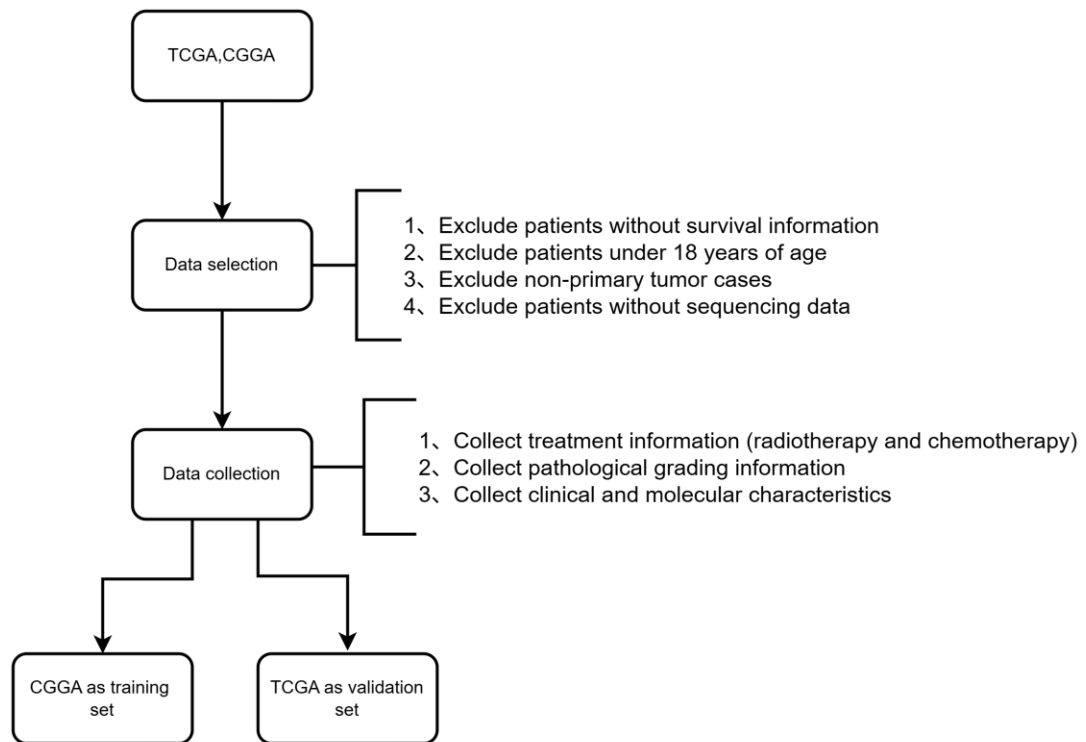 TCGA,CGGA
Data selection
1、Exclude patients without survival information
2、Exclude patients under 18 years of age
3、Exclude non-primary tumor cases
4、Exclude patients without sequencing data
Data collection
1、Collect treatment information (radiotherapy and chemotherapy)
2、Collect pathological grading information
3、Collect clinical and molecular characteristics
CGGA as training
set
TCGA as validation
set